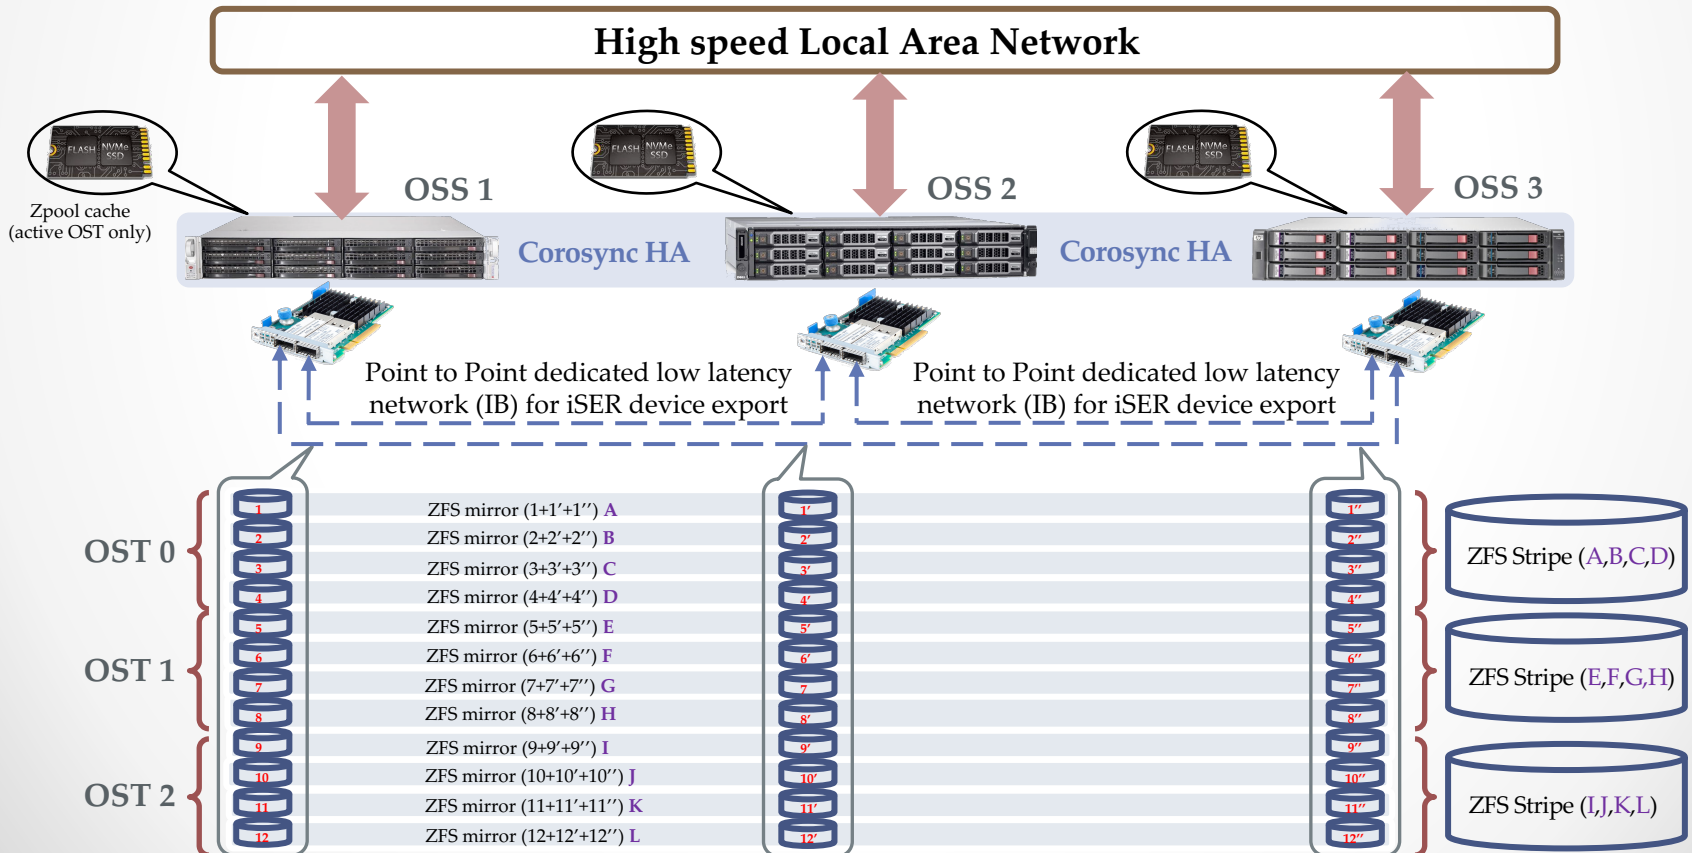 High speed Local Area Network
FLASH NVMe SSD
FLASH NVMe SSD
FLASH NVMe SSD
Zpool cache
(active OST only)
OSS 1
OSS 2
OSS 3
Corosync HA
Corosync HA
Point to Point dedicated low latency
network (IB) for iSER device export
Point to Point dedicated low latency
network (IB) for iSER device export
OST 0
1 ZFS mirror (1+1′+1′′) A 1′ 1′′
2 ZFS mirror (2+2′+2′′) B 2′ 2′′
3 ZFS mirror (3+3′+3′′) C 3′ 3′′
4 ZFS mirror (4+4′+4′′) D 4′ 4′′
ZFS Stripe (A,B,C,D)
OST 1
5 ZFS mirror (5+5′+5′′) E 5′ 5′′
6 ZFS mirror (6+6′+6′′) F 6′ 6′′
7 ZFS mirror (7+7′+7′′) G 7 7′′
8 ZFS mirror (8+8′+8′′) H 8′ 8′′
ZFS Stripe (E,F,G,H)
OST 2
9 ZFS mirror (9+9′+9′′) I 9′ 9′′
10 ZFS mirror (10+10′+10′′) J 10′ 10′′
11 ZFS mirror (11+11′+11′′) K 11′ 11′′
12 ZFS mirror (12+12′+12′′) L 12′ 12′′
ZFS Stripe (I,J,K,L)